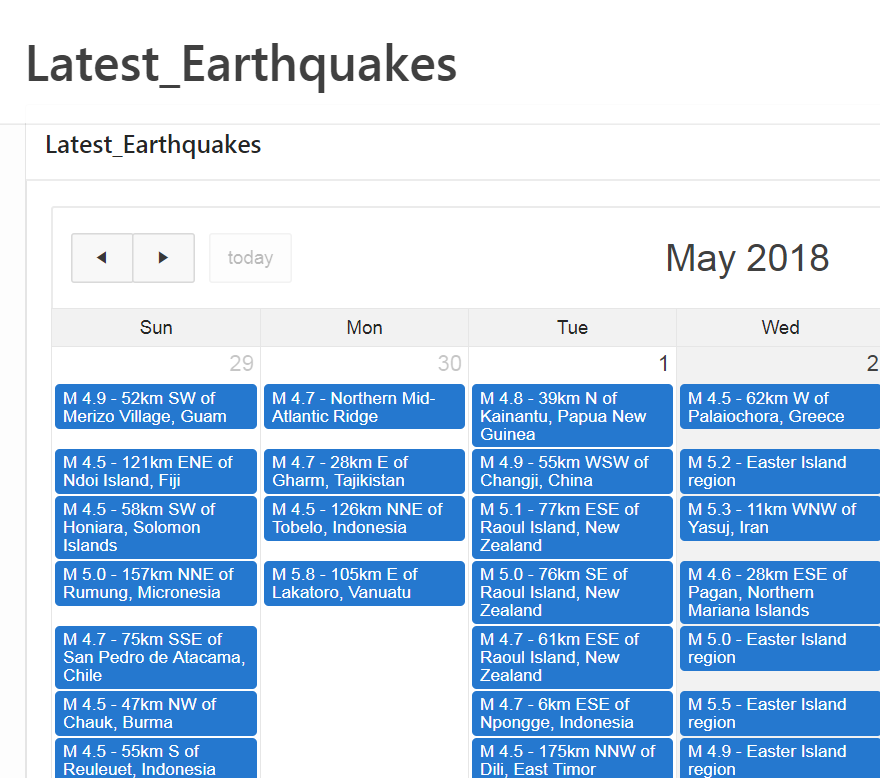 Latest_Earthquakes
Latest_Earthquakes
today
May 2018
Sun Mon Tue Wed
29 30 1 2
M 4.9 - 52km SW of
Merizo Village, Guam
M 4.5 - 121km ENE of
Ndoi Island, Fiji
M 4.5 - 58km SW of
Honiara, Solomon
Islands
M 5.0 - 157km NNE of
Rumung, Micronesia
M 4.7 - 75km SSE of
San Pedro de Atacama,
Chile
M 4.5 - 47km NW of
Chauk, Burma
M 4.5 - 55km S of
Reuleuet, Indonesia
M 4.7 - Northern Mid-
Atlantic Ridge
M 4.7 - 28km E of
Gharm, Tajikistan
M 4.5 - 126km NNE of
Tobelo, Indonesia
M 5.8 - 105km E of
Lakatoro, Vanuatu
M 4.8 - 39km N of
Kainantu, Papua New
Guinea
M 4.9 - 55km WSW of
Changji, China
M 5.1 - 77km ESE of
Raoul Island, New
Zealand
M 5.0 - 76km SE of
Raoul Island, New
Zealand
M 4.7 - 61km ESE of
Raoul Island, New
Zealand
M 4.7 - 6km ESE of
Npongge, Indonesia
M 4.5 - 175km NNW of
Dili, East Timor
M 4.5 - 62km W of
Palaiochora, Greece
M 5.2 - Easter Island
region
M 5.3 - 11km WNW of
Yasuj, Iran
M 4.6 - 28km ESE of
Pagan, Northern
Mariana Islands
M 5.0 - Easter Island
region
M 5.5 - Easter Island
region
M 4.9 - Easter Island
region